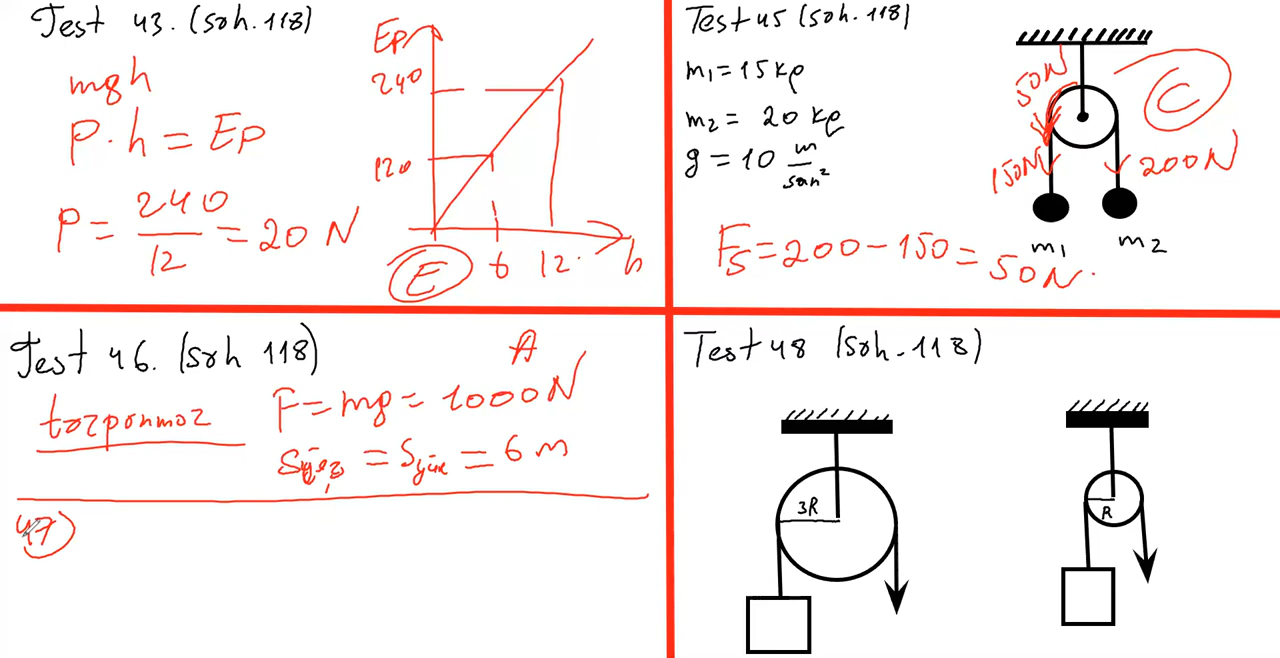 Test 43. (səh. 118)
mgh
P·h = Ep
P = 240/12 = 20 N
Ep
240
120
6 12 h
E
Test 45 (səh. 118)
m₁ = 15 kq
m₂ = 20 kq
g = 10 m/san²
50N
150N
200N
C
m₁ m₂
Fs = 200 - 150 = 50N.
Test 46. (səh 118)
A
tərpənməz
F = mg = 1000N
= Syük = 6 m
47
Test 48 (səh. 118)
3R
R